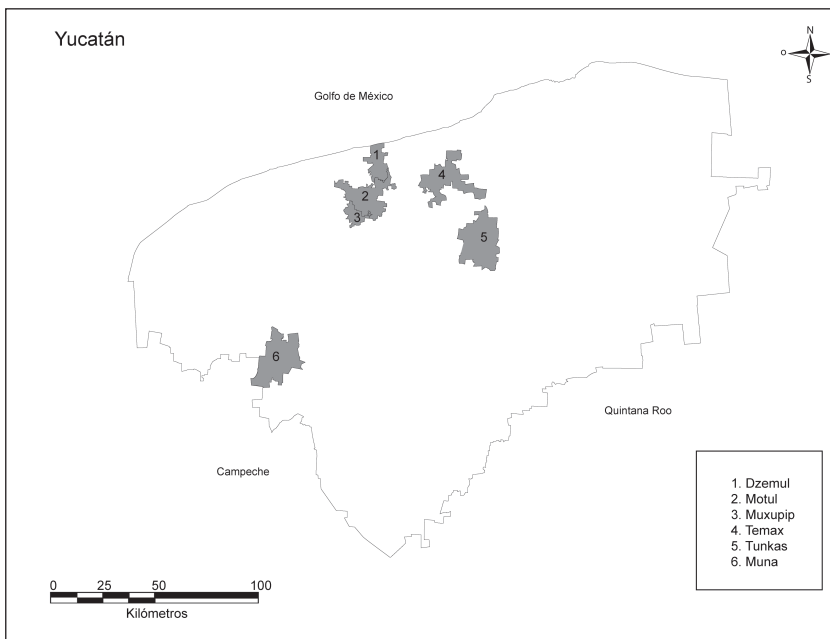 Yucatán
N
O
S
Golfo de México
1
4
2
3
5
6
Quintana Roo
Campeche
1. Dzemul
2. Motul
3. Muxupip
4. Temax
5. Tunkas
6. Muna
0 25 50 100
Kilómetros